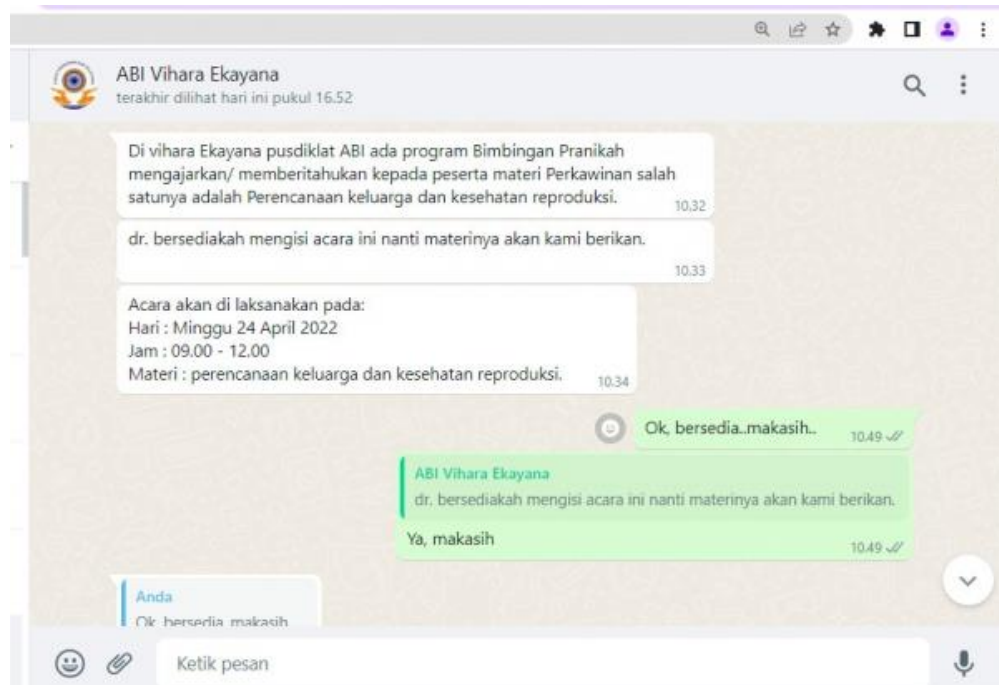 ABI Vihara Ekayana
terakhir dilihat hari ini pukul 16.52
Di vihara Ekayana pusdiklat ABI ada program Bimbingan Pranikah
mengajarkan/ memberitahukan kepada peserta materi Perkawinan salah
satunya adalah Perencanaan keluarga dan kesehatan reproduksi.
10.32
dr. bersediakah mengisi acara ini nanti materinya akan kami berikan.
10.33
Acara akan di laksanakan pada:
Hari : Minggu 24 April 2022
Jam : 09.00 - 12.00
Materi : perencanaan keluarga dan kesehatan reproduksi.
10.34
Ok, bersedia..makasih..
10.49
ABI Vihara Ekayana
dr. bersediakah mengisi acara ini nanti materinya akan kami berikan.
Ya, makasih
10.49
Anda
Ok, bersedia..makasih..
Ketik pesan